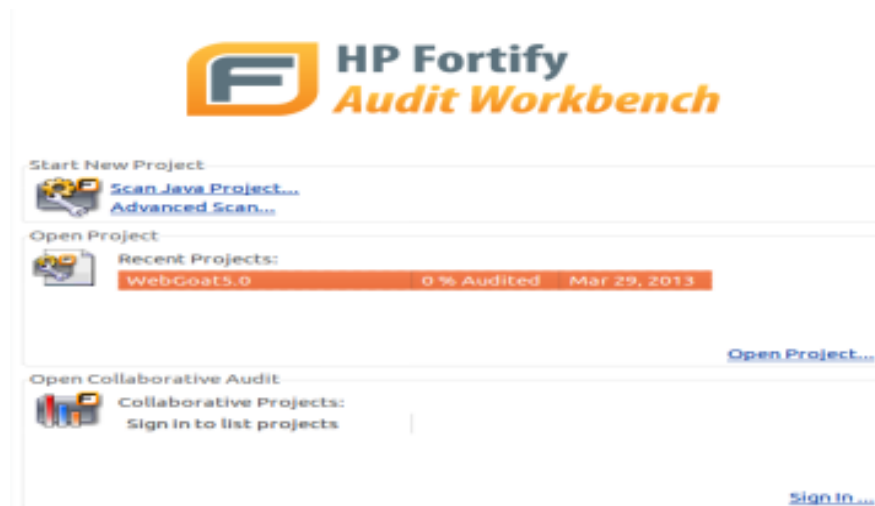 HP Fortify
Audit Workbench
Start New Project
Scan Java Project...
Advanced Scan...
Open Project
Recent Projects:
WebGoat5.0 0 % Audited Mar 29, 2013
Open Project...
Open Collaborative Audit
Collaborative Projects:
Sign in to list projects
Sign In ...